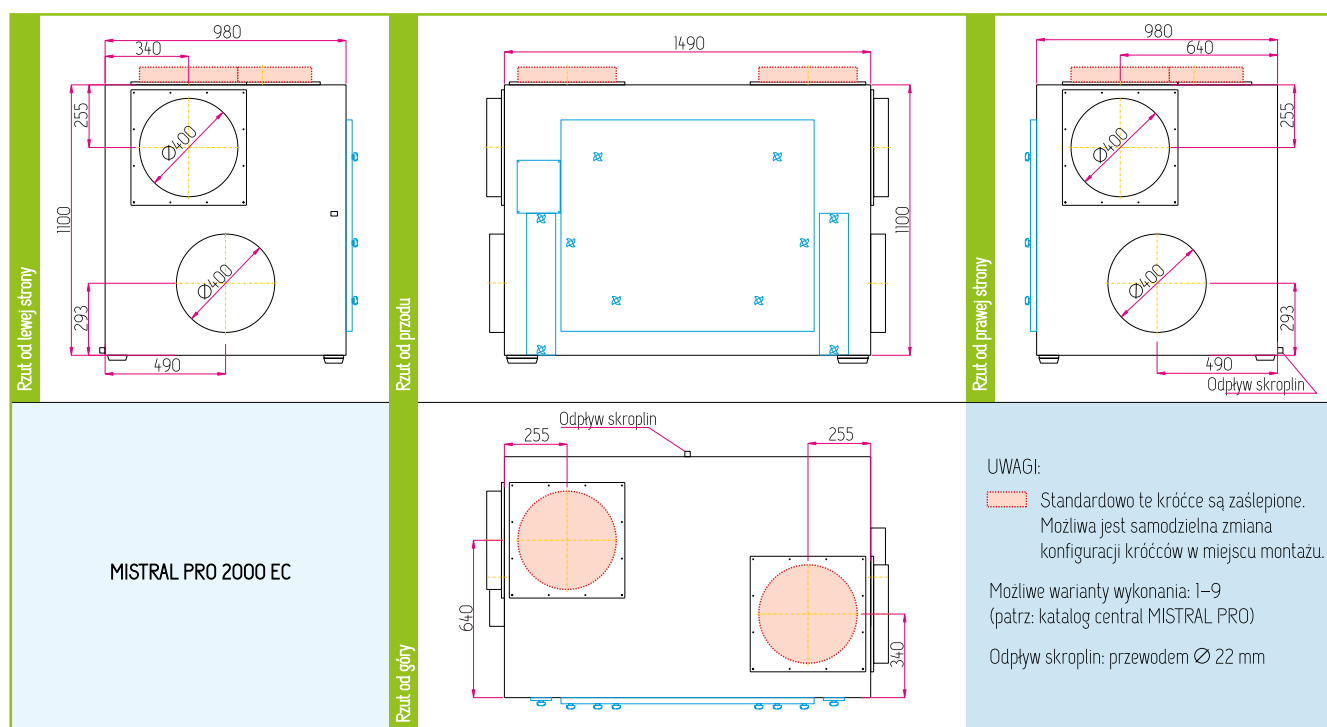 Rzut od lewej strony
980
340
255
Ø400
1100
Ø400
293
490
Rzut od przodu
1490
1100
Rzut od prawej strony
980
640
255
Ø400
Ø400
293
490
Odpływ skroplin
MISTRAL PRO 2000 EC
Rzut od góry
Odpływ skroplin
255
255
640
340
UWAGI:
Standardowo te króćce są zaślepione.
Możliwa jest samodzielna zmiana
konfiguracji króćców w miejscu montażu.
Możliwe warianty wykonania: 1–9
(patrz: katalog central MISTRAL PRO)
Odpływ skroplin: przewodem Ø 22 mm